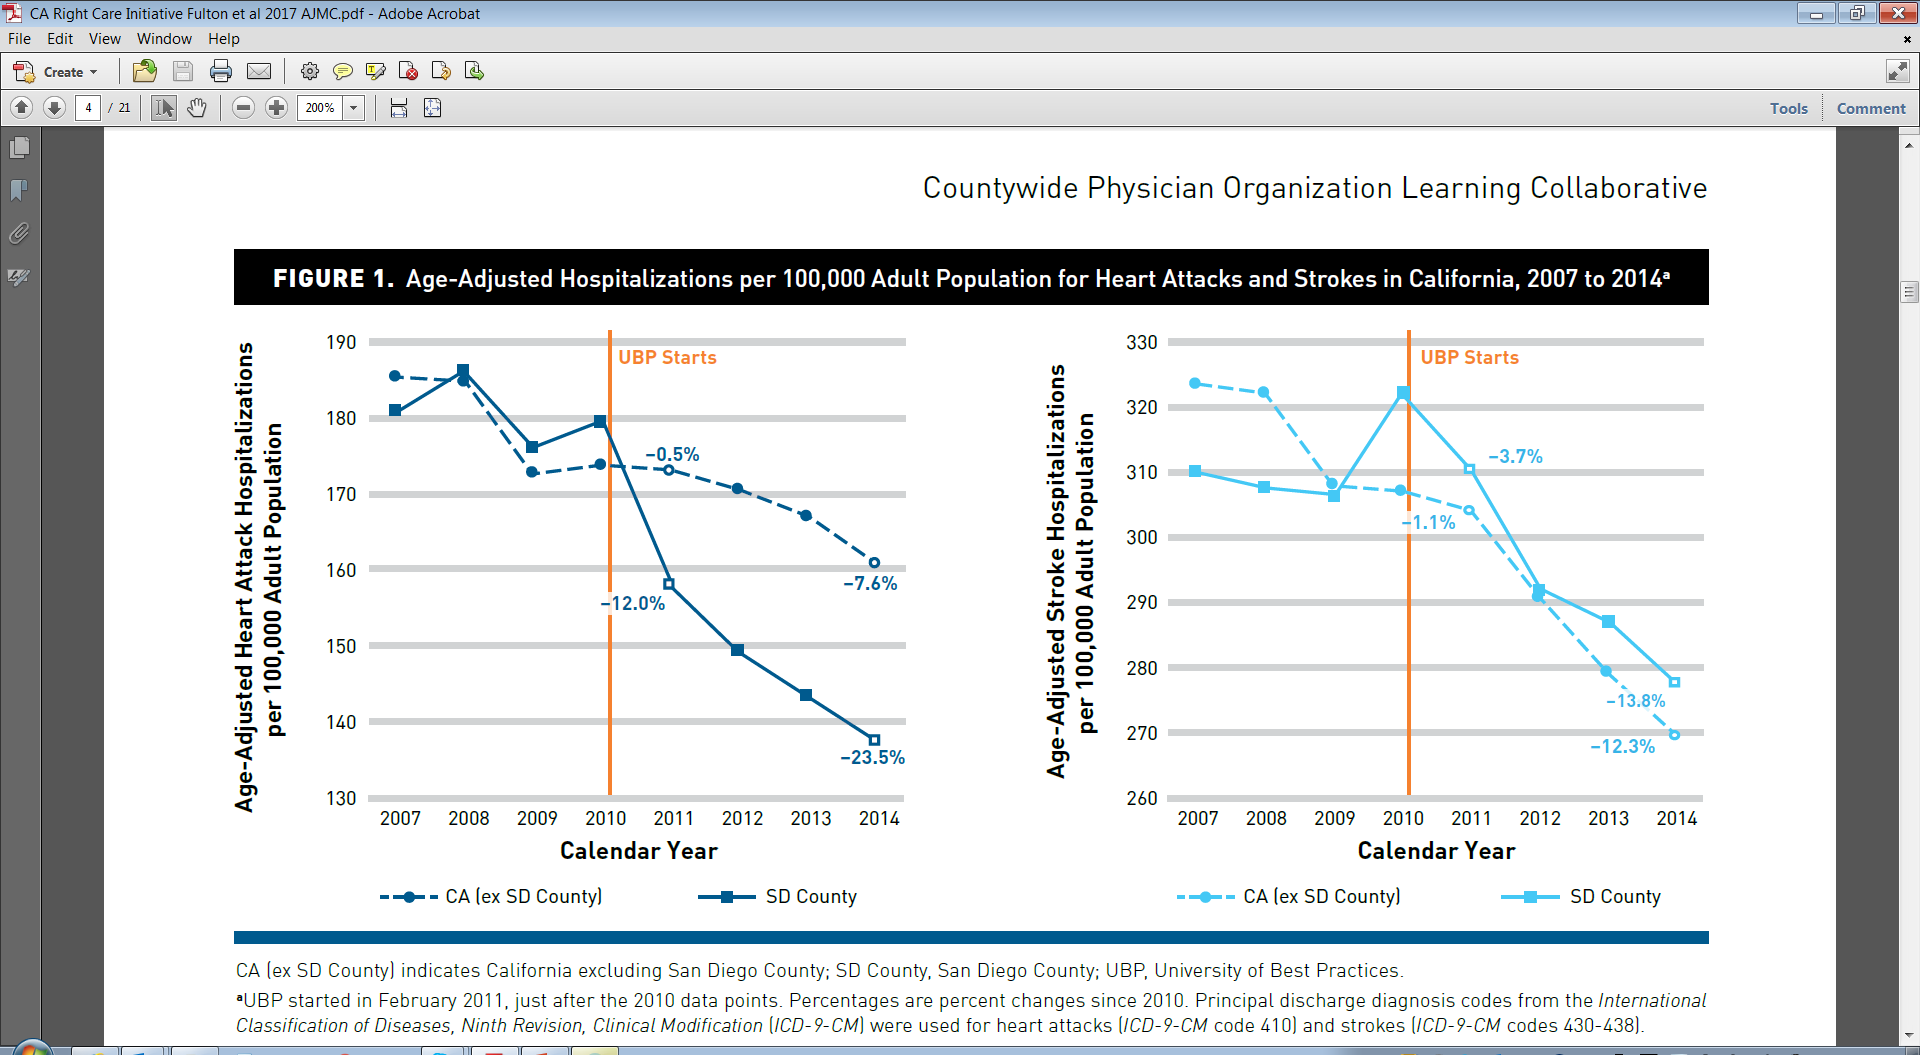 CA Right Care Initiative Fulton et al 2017 AJMC.pdf - Adobe Acrobat
File Edit View Window Help
Create
4 / 21 200% Tools Comment
Countywide Physician Organization Learning Collaborative
FIGURE 1. Age-Adjusted Hospitalizations per 100,000 Adult Population for Heart Attacks and Strokes in California, 2007 to 2014ª
Age-Adjusted Heart Attack Hospitalizations
per 100,000 Adult Population
190
180
170
160
150
140
130
UBP Starts
–0.5%
–7.6%
–12.0%
–23.5%
2007 2008 2009 2010 2011 2012 2013 2014
Calendar Year
CA (ex SD County) SD County
Age-Adjusted Stroke Hospitalizations
per 100,000 Adult Population
330
320
310
300
290
280
270
260
UBP Starts
–3.7%
–1.1%
–13.8%
–12.3%
2007 2008 2009 2010 2011 2012 2013 2014
Calendar Year
CA (ex SD County) SD County
CA (ex SD County) indicates California excluding San Diego County; SD County, San Diego County; UBP, University of Best Practices.
ªUBP started in February 2011, just after the 2010 data points. Percentages are percent changes since 2010. Principal discharge diagnosis codes from the International
Classification of Diseases, Ninth Revision, Clinical Modification (ICD-9-CM) were used for heart attacks (ICD-9-CM code 410) and strokes (ICD-9-CM codes 430-438).